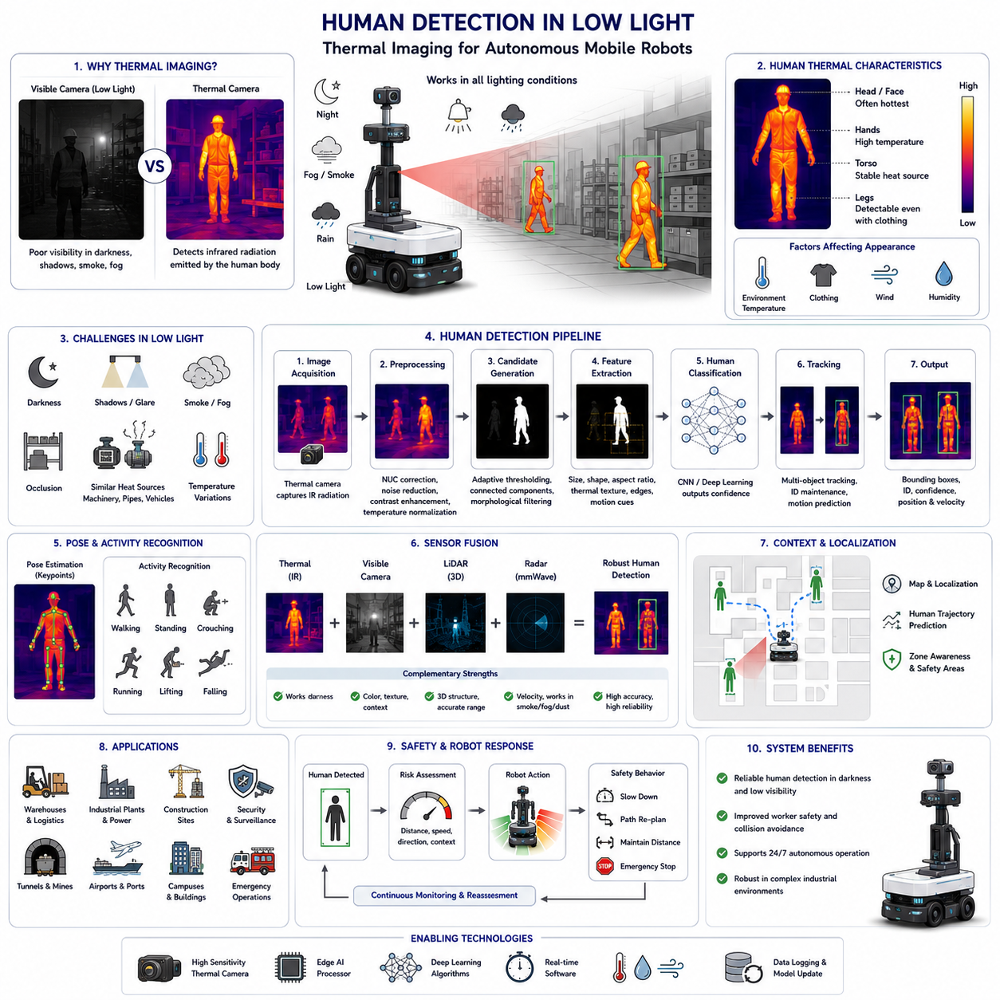 HUMAN DETECTION IN LOW LIGHT
Thermal Imaging for Autonomous Mobile Robots
1. WHY THERMAL IMAGING?
Visible Camera (Low Light)
Thermal Camera
VS
Poor visibility in darkness,
shadows, smoke, fog
Detects infrared radiation
emitted by the human body
Works in all lighting conditions
Night
Fog / Smoke
Rain
Low Light
2. HUMAN THERMAL CHARACTERISTICS
Head / Face
Often hottest
Hands
High temperature
Torso
Stable heat source
Legs
Detectable even
with clothing
High
Low
Factors Affecting Appearance
Environment
Temperature
Clothing
Wind
Humidity
3. CHALLENGES IN LOW LIGHT
Darkness
Shadows / Glare
Smoke / Fog
Occlusion
Similar Heat Sources
Machinery, Pipes, Vehicles
Temperature
Variations
4. HUMAN DETECTION PIPELINE
1. Image
Acquisition
Thermal camera
captures IR radiation
2. Preprocessing
NUC correction,
noise reduction,
contrast enhancement,
temperature normalization
3. Candidate
Generation
Adaptive thresholding,
connected components,
morphological filtering
4. Feature
Extraction
Size, shape, aspect ratio,
thermal texture, edges,
motion cues
5. Human
Classification
CNN / Deep Learning
outputs confidence
6. Tracking
Multi-object tracking,
ID maintenance,
motion prediction
7. Output
Bounding boxes,
ID, confidence,
position & velocity
5. POSE & ACTIVITY RECOGNITION
Pose Estimation
(Keypoints)
Activity Recognition
Walking
Standing
Crouching
Running
Lifting
Falling
6. SENSOR FUSION
Thermal
(IR)
Visible
Camera
LiDAR
(3D)
Radar
(mmWave)
Robust Human
Detection
+
+
+
=
Complementary Strengths
Works darness
Color, texture,
context
3D structure,
accurate range
Velocity, works in
smoke/fog/dust
High accuracy,
high reliability
7. CONTEXT & LOCALIZATION
Map & Localization
Human Trajectory
Prediction
Zone Awareness
& Safety Areas
8. APPLICATIONS
Warehouses
& Logistics
Industrial Plants
& Power
Construction
Sites
Security
& Surveillance
Tunnels & Mines
Airports & Ports
Campuses
& Buildings
Emergency
Operations
9. SAFETY & ROBOT RESPONSE
Human Detected
Risk Assessment
Distance, speed,
direction, context
Robot Action
Safety Behavior
Slow Down
Path Re-plan
Maintain Distance
STOP
Emergency Stop
Continuous Monitoring & Reassesment
10. SYSTEM BENEFITS
Reliable human detection in darkness
and low visibility
Improved worker safety and
collision avoidance
Supports 24/7 autonomous operation
Robust in complex industrial
environments
ENABLING TECHNOLOGIES
High Sensitivity
Thermal Camera
Edge AI
Processor
Deep Learning
Algorithms
Real-time
Software
Data Logging &
Model Update